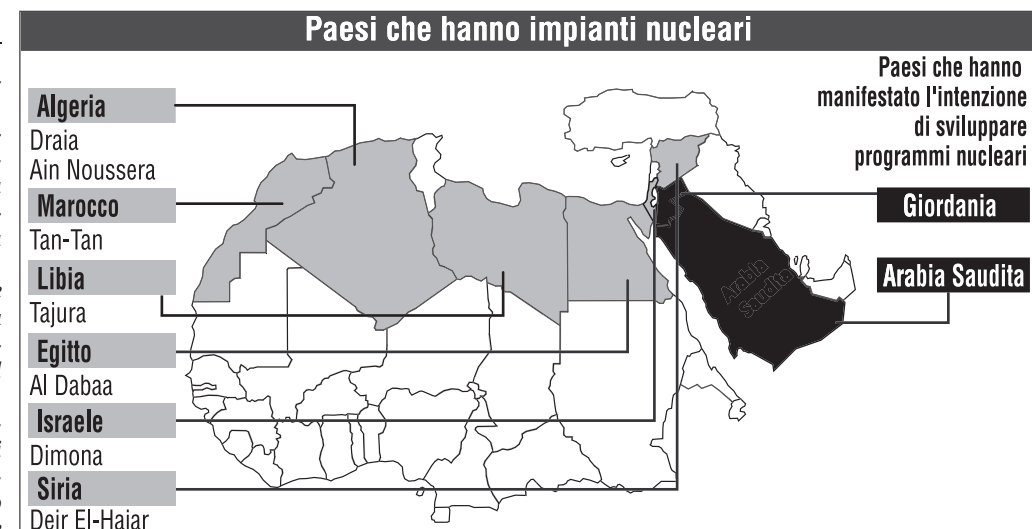 Paesi che hanno impianti nucleari
Algeria
Draia
Ain Noussera
Marocco
Tan-Tan
Libia
Tajura
Egitto
Al Dabaa
Israele
Dimona
Siria
Deir El-Hajar
Paesi che hanno
manifestato l'intenzione
di sviluppare
programmi nucleari
Giordania
Arabia Saudita
Arabia
Saudita